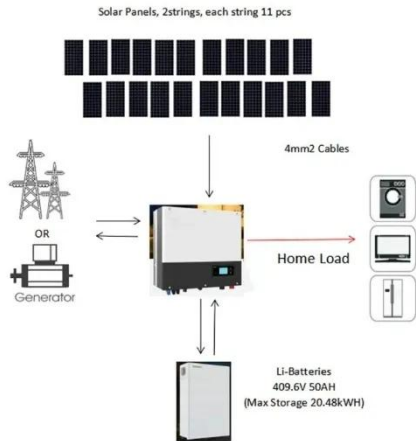 Solar Panels, 2strings, each string 11 pcs
4mm2 Cables
OR
Generator
Home Load
Li-Batteries
409.6V 50AH
(Max Storage 20.48kWH)